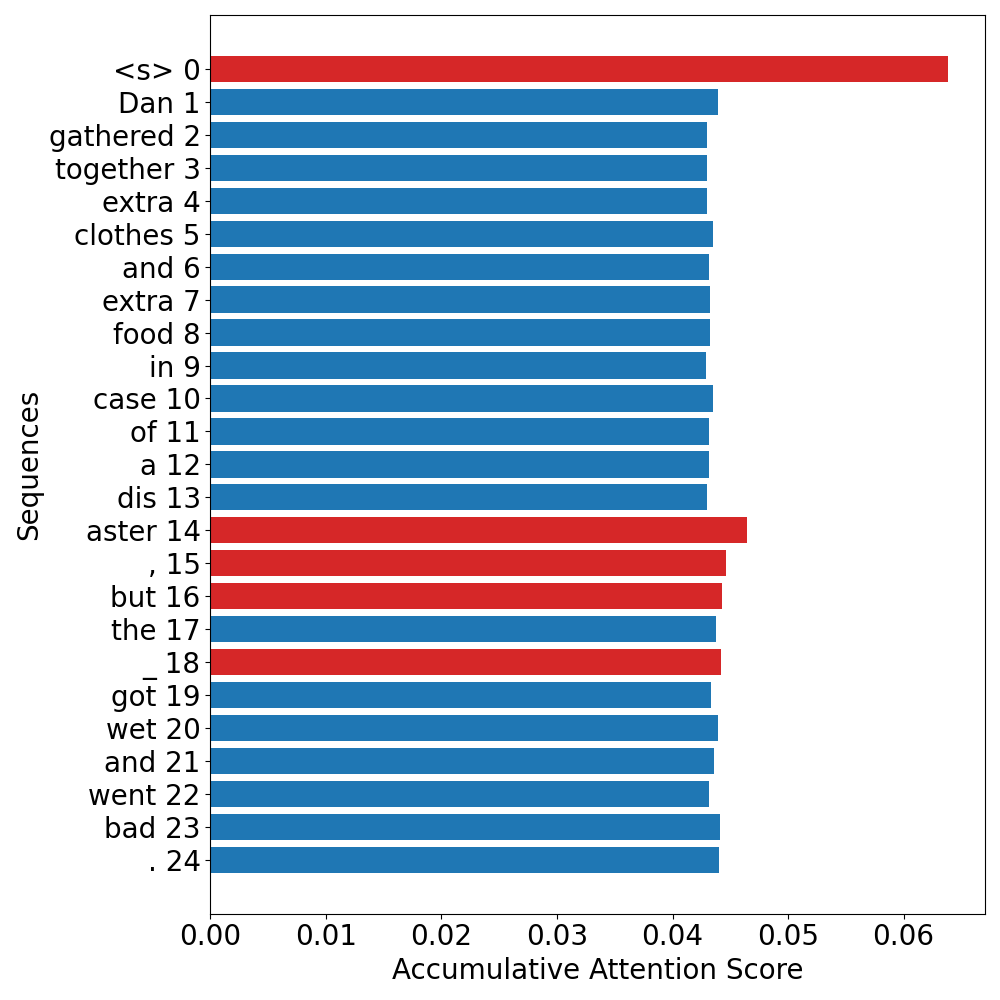 <s> 0
Dan 1
gathered 2
together 3
extra 4
clothes 5
and 6
extra 7
food 8
in 9
case 10
of 11
a 12
dis 13
aster 14
, 15
but 16
the 17
_ 18
got 19
wet 20
and 21
went 22
bad 23
. 24
Sequences
0.00 0.01 0.02 0.03 0.04 0.05 0.06
Accumulative Attention Score